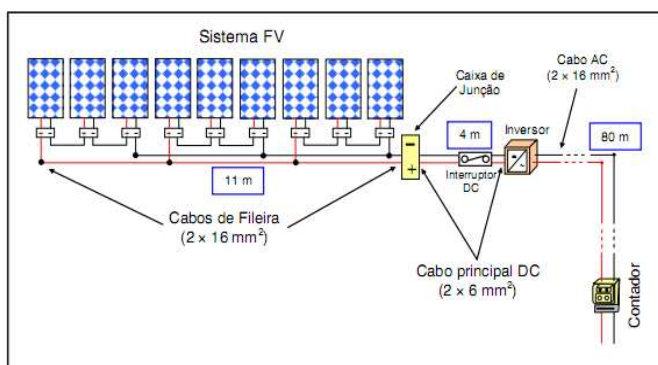 Sistema FV
Caixa de
Junção
Cabo AC
(2 × 16 mm²)
4 m
Inversor
80 m
Interruptor
DC
11 m
Cabos de Fileira
(2 × 16 mm²)
Cabo principal DC
(2 × 6 mm²)
Contador